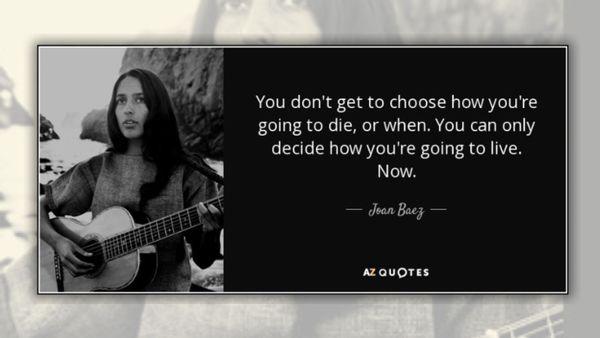 You don't get to choose how you're
going to die, or when. You can only
decide how you're going to live.
Now.
Joan Baez
AZ QUOTES